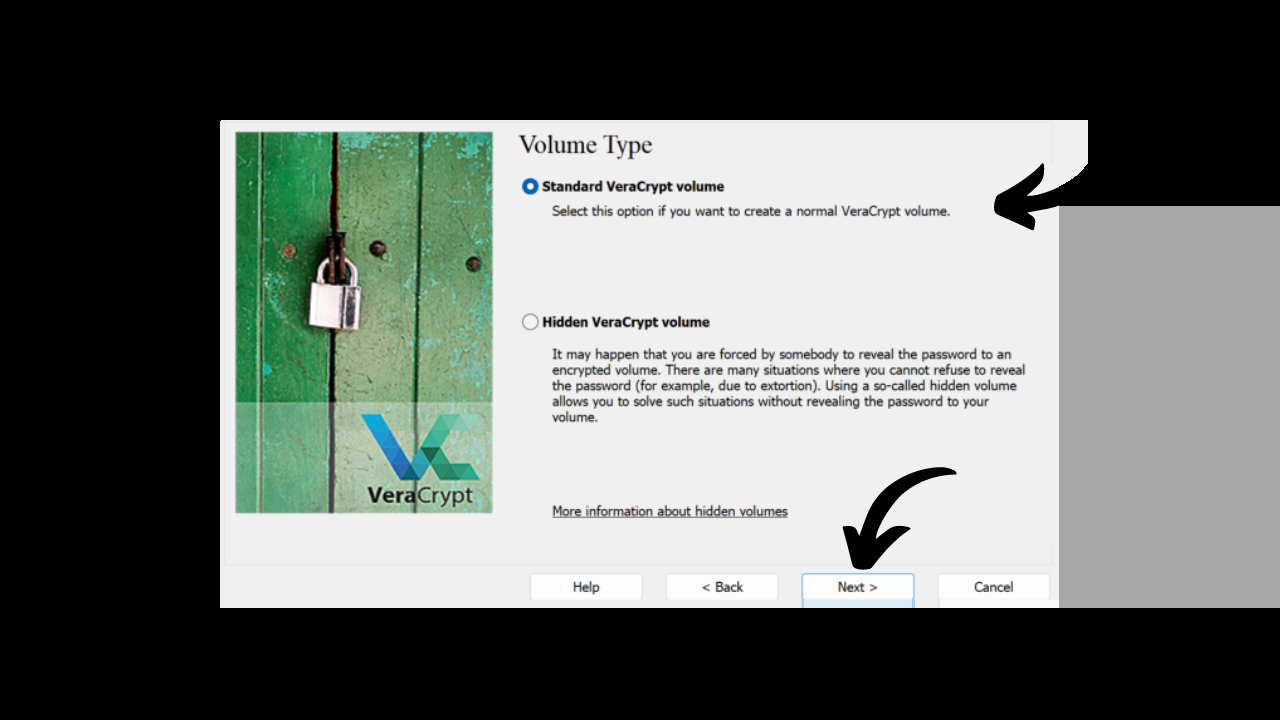 Volume Type
Standard VeraCrypt volume
Select this option if you want to create a normal VeraCrypt volume.
Hidden VeraCrypt volume
It may happen that you are forced by somebody to reveal the password to an
encrypted volume. There are many situations where you cannot refuse to reveal
the password (for example, due to extortion). Using a so-called hidden volume
allows you to solve such situations without revealing the password to your
volume.
VeraCrypt
More information about hidden volumes
Help
< Back
Next >
Cancel